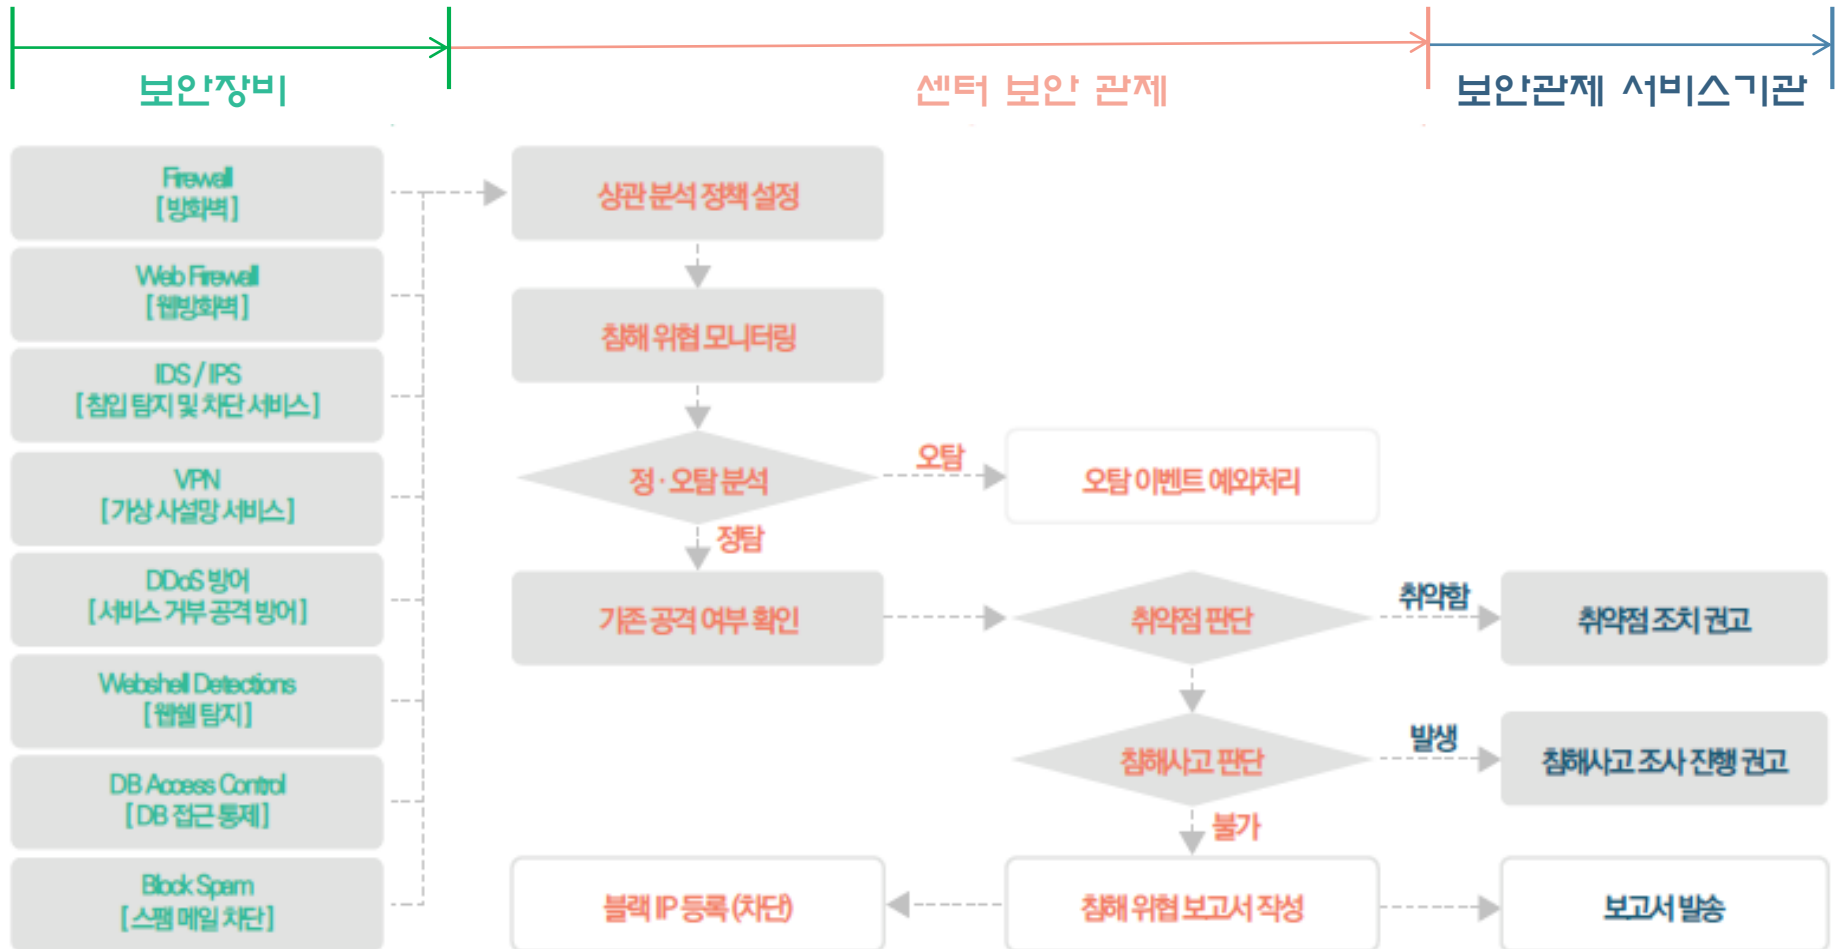 보안장비
센터 보안 관제
보안관제 서비스기관
Firewall
[ 방화벽 ]
Web Firewall
[ 웹방화벽 ]
IDS / IPS
[ 침입 탐지 및 차단 서비스 ]
VPN
[ 가상 사설망 서비스 ]
DDoS 방어
[ 서비스 거부 공격 방어 ]
Webshell Detections
[ 웹쉘 탐지 ]
DB Access Control
[ DB 접근 통제 ]
Block Spam
[ 스팸 메일 차단 ]
상관 분석 정책 설정
침해 위협 모니터링
정 · 오탐 분석
오탐
오탐 이벤트 예외처리
정탐
기존 공격 여부 확인
취약점 판단
취약함
취약점 조치 권고
침해사고 판단
발생
침해사고 조사 진행 권고
불가
블랙 IP 등록 (차단)
침해 위협 보고서 작성
보고서 발송